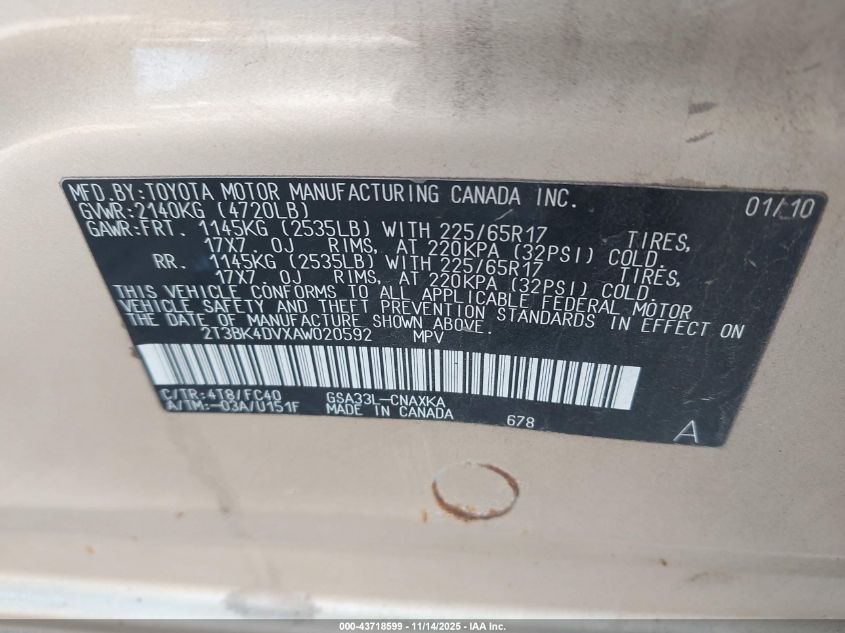 MFD.BY:TOYOTA MOTOR MANUFACTURING CANADA INC. 01/10
GVWR:2140KG (4720LB)
GAWR:FRT. 1145KG (2535LB) WITH 225/65R17 TIRES,
17X7.0J RIMS, AT 220KPA (32PSI) COLD.
RR. 1145KG (2535LB) WITH 225/65R17 TIRES,
17X7.0J RIMS, AT 220KPA (32PSI) COLD.
THIS VEHICLE CONFORMS TO ALL APPLICABLE FEDERAL MOTOR
VEHICLE SAFETY AND THEFT PREVENTION STANDARDS IN EFFECT ON
THE DATE OF MANUFACTURE SHOWN ABOVE.
2T3BK4DVXAW020592 MPV
C/TR:4T8/FC40 GSA33L-CNAXKA
A/TM:-03A/U151F MADE IN CANADA 678 A
000-43718599 - 11/14/2025 - IAA Inc.